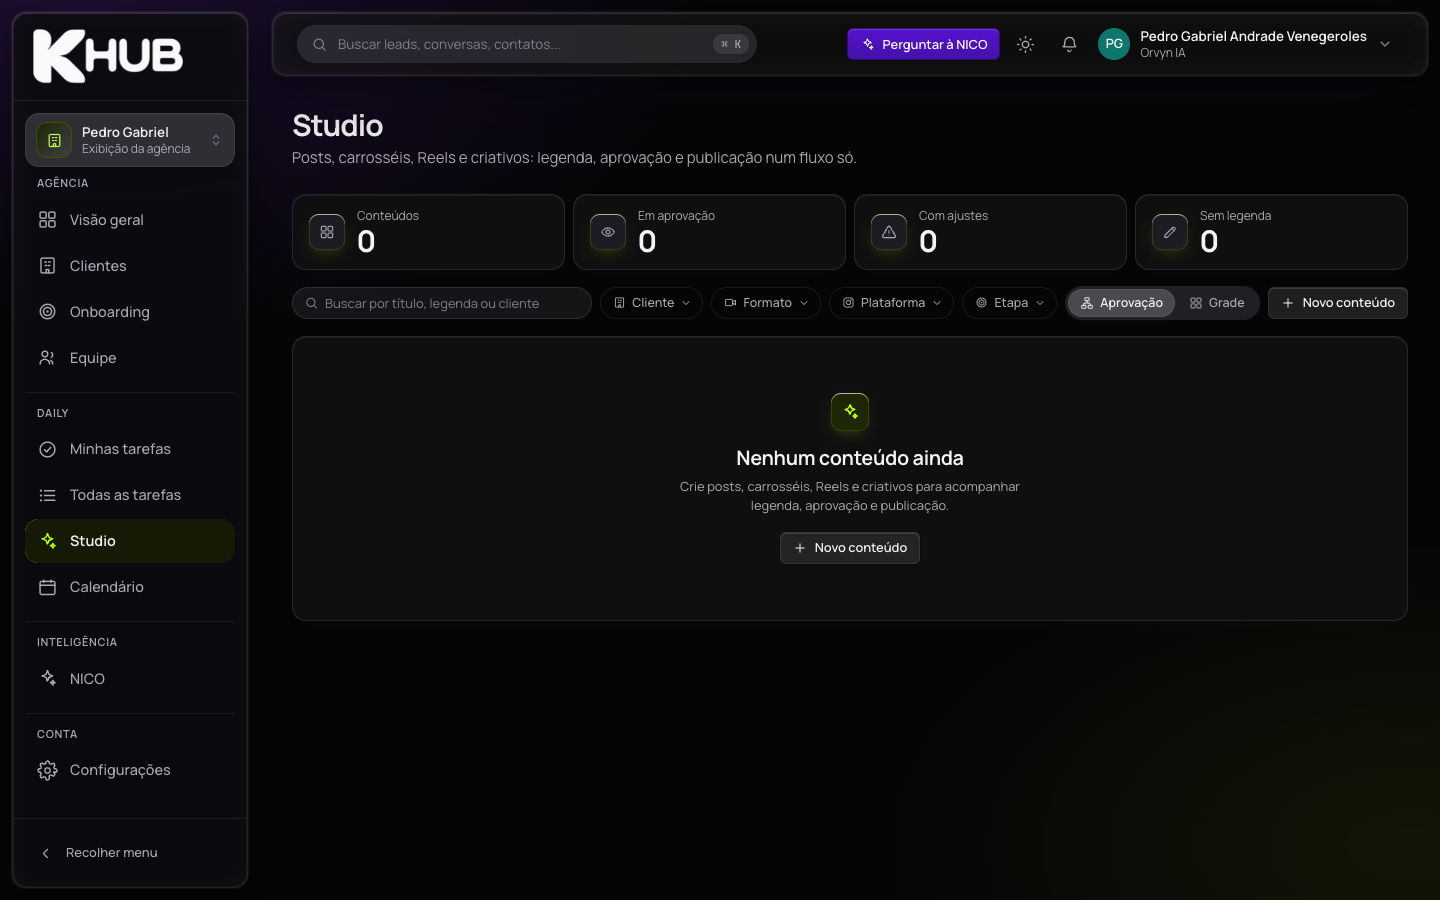 KHUB
Buscar leads, conversas, contatos...
⌘ K
Perguntar à NICO
PG
Pedro Gabriel Andrade Venegeroles
Orvyn IA
Pedro Gabriel
Exibição da agência
AGÊNCIA
Visão geral
Clientes
Onboarding
Equipe
DAILY
Minhas tarefas
Todas as tarefas
Studio
Calendário
INTELIGÊNCIA
NICO
CONTA
Configurações
Recolher menu
Studio
Posts, carrosséis, Reels e criativos: legenda, aprovação e publicação num fluxo só.
Conteúdos
0
Em aprovação
0
Com ajustes
0
Sem legenda
0
Buscar por título, legenda ou cliente
Cliente
Formato
Plataforma
Etapa
Aprovação
Grade
Novo conteúdo
Nenhum conteúdo ainda
Crie posts, carrosséis, Reels e criativos para acompanhar
legenda, aprovação e publicação.
Novo conteúdo